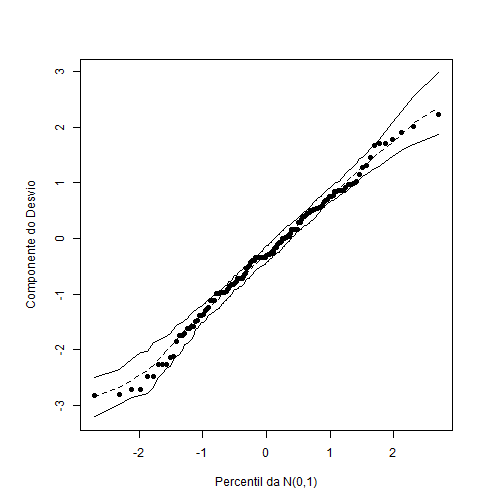 Componente do Desvio
3
2
1
0
-1
-2
-3
-2 -1 0 1 2
Percentil da N(0,1)